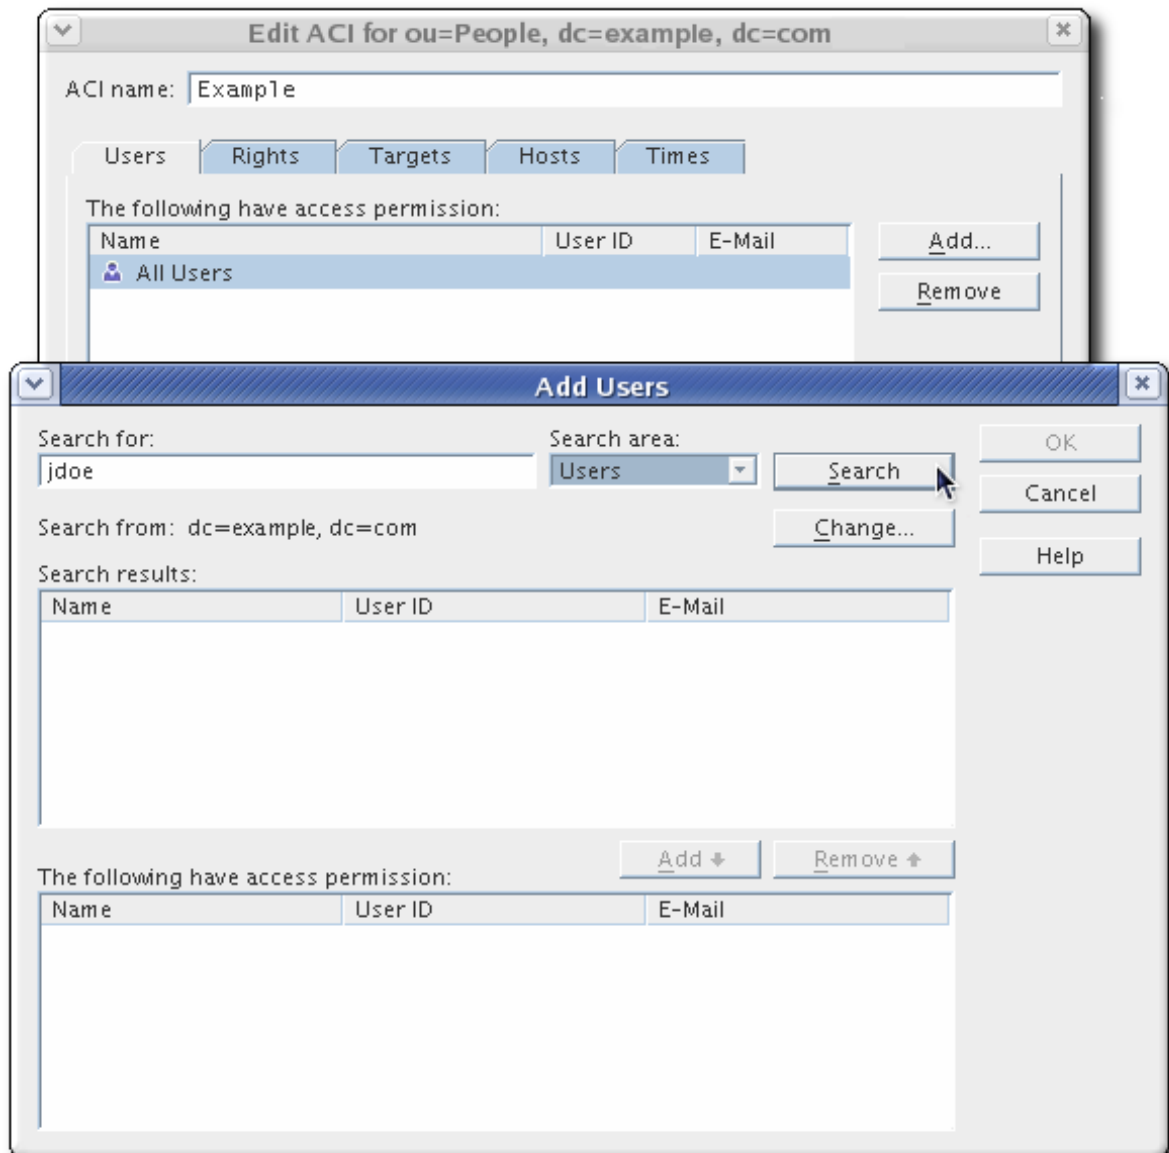 Edit ACI for ou=People, dc=example, dc=com
ACI name: Example
Users Rights Targets Hosts Times
The following have access permission:
Name User ID E-Mail Add...
All Users
Remove
Add Users
Search for: Search area: OK
jdoe Users Search
Cancel
Search from: dc=example, dc=com Change...
Help
Search results:
Name User ID E-Mail
Add Remove
The following have access permission:
Name User ID E-Mail